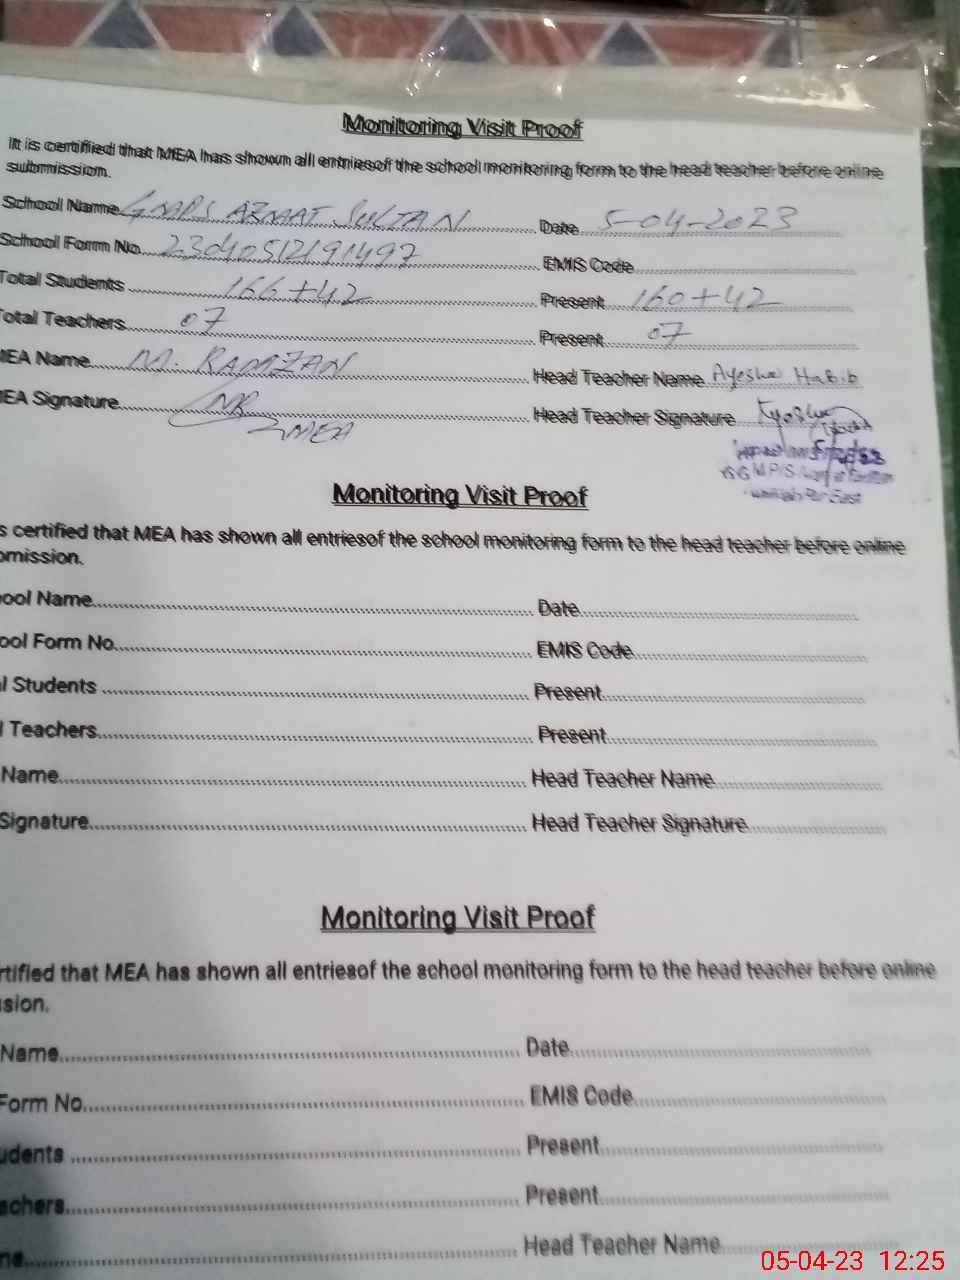 Monitoring Visit Proof
It is certified that MEA has shown all entriesof the school monitoring form to the head teacher before online
submission.
School Name GMPS SULTAN Date 5-04-2023
School Form No. 23040512191497 EMIS Code
Total Students 166+42 Present 160+42
Total Teachers 07 Present 07
MEA Name M. RAMZAN Head Teacher Name Ayesha Habib
MEA Signature Head Teacher Signature Ayesha
MEA
Monitoring Visit Proof
s certified that MEA has shown all entriesof the school monitoring form to the head teacher before online
omission.
ool Name Date
ool Form No. EMIS Code
l Students Present
l Teachers Present
Name Head Teacher Name
Signature Head Teacher Signature
Monitoring Visit Proof
rtified that MEA has shown all entriesof the school monitoring form to the head teacher before online
sion.
Name Date
Form No. EMIS Code
udents Present
achers Present
me Head Teacher Name
05-04-23 12:25